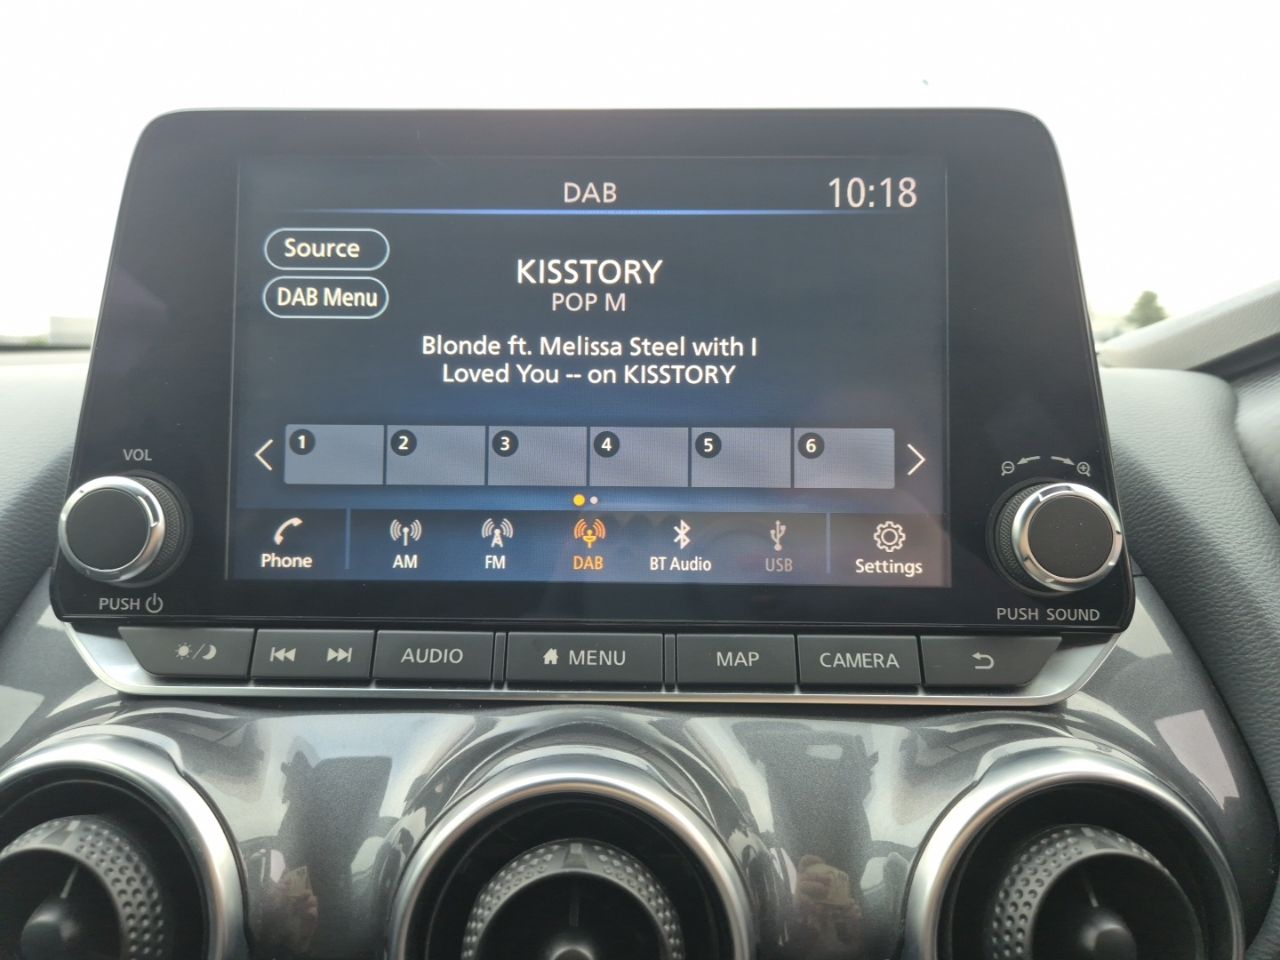 DAB
10:18
Source
DAB Menu
KISSTORY
POP M
Blonde ft. Melissa Steel with I
Loved You -- on KISSTORY
1 2 3 4 5 6
Phone AM FM DAB BT Audio USB Settings
VOL
PUSH
PUSH SOUND
AUDIO MENU MAP CAMERA